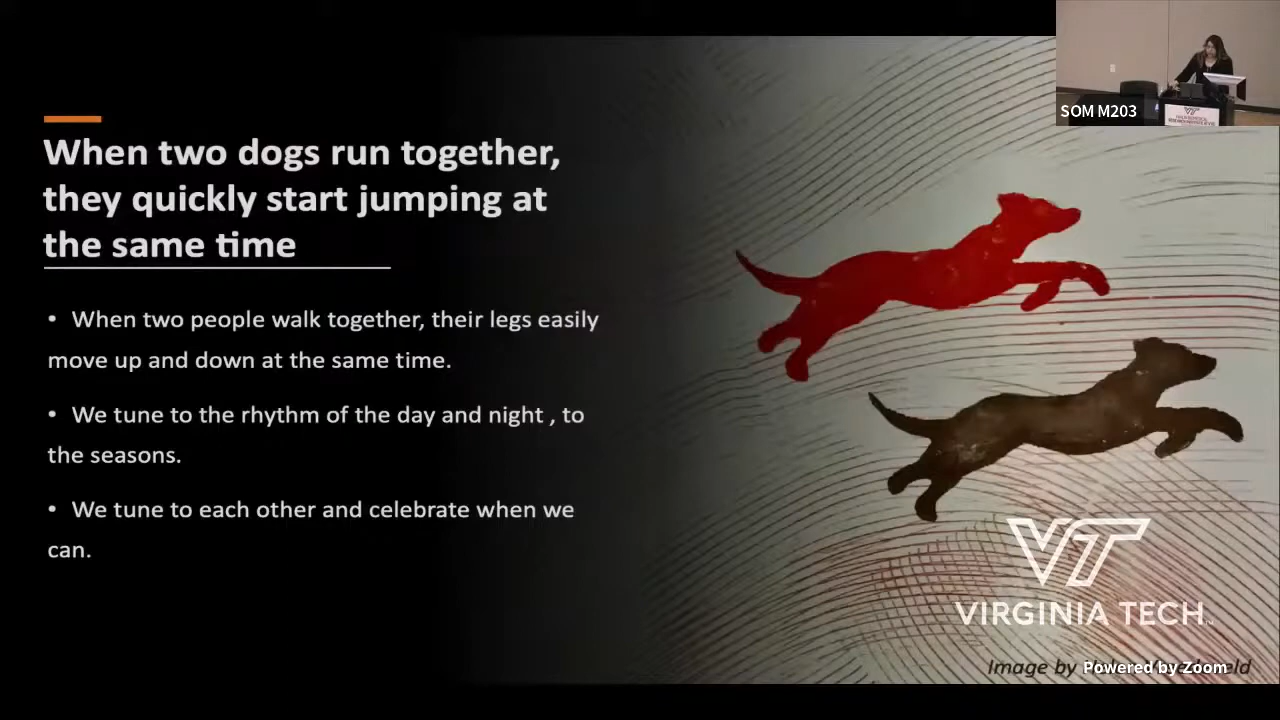 SOM M203
When two dogs run together,
they quickly start jumping at
the same time
• When two people walk together, their legs easily
move up and down at the same time.
• We tune to the rhythm of the day and night , to
the seasons.
• We tune to each other and celebrate when we
can.
VT
VIRGINIA TECH
Image by
Powered by Zoom